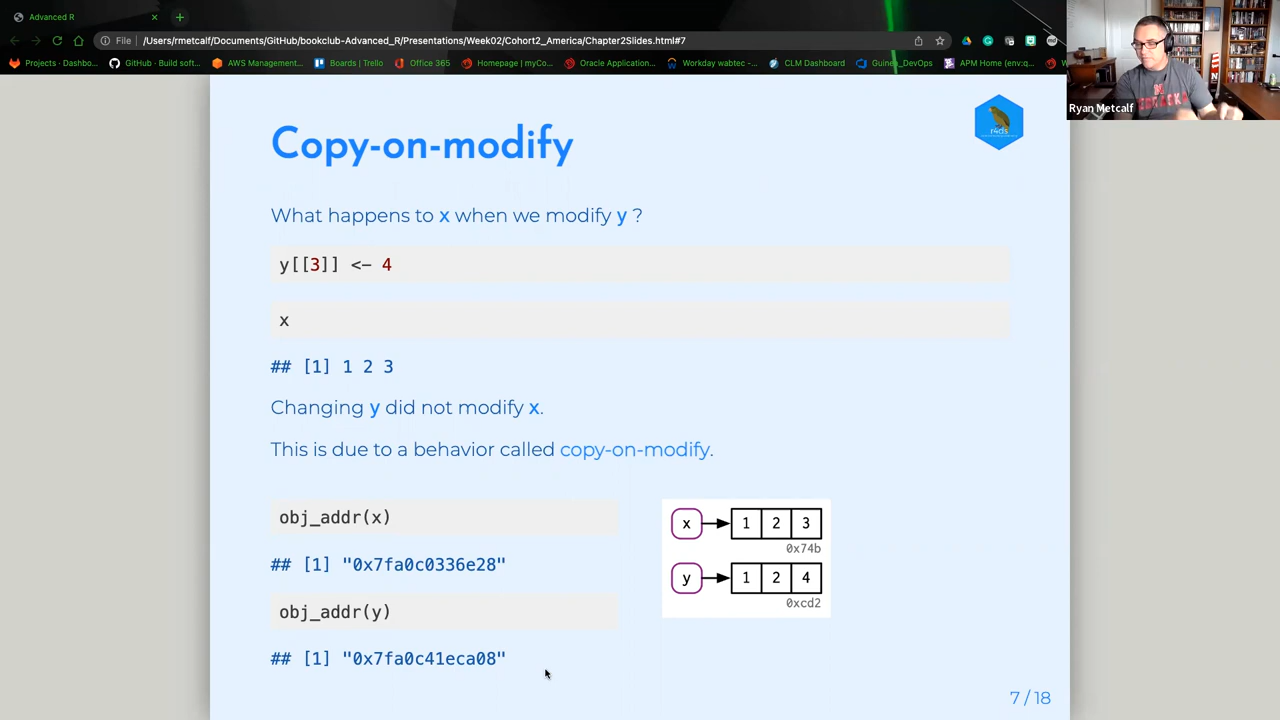 Advanced R
File
/Users/rmetcalf/Documents/GitHub/bookclub-Advanced_R/Presentations/Week02/Cohort2_America/Chapter2Slides.html#7
Projects · Dashbo...
GitHub · Build soft...
AWS Management...
Boards | Trello
Office 365
Homepage | myCo...
Oracle Application...
Workday wabtec -...
CLM Dashboard
Guinea_DevOps
APM Home (env:q...
Ryan Metcalf
r4ds
Copy-on-modify
What happens to x when we modify y ?
y[[3]] <- 4
x
## [1] 1 2 3
Changing y did not modify x.
This is due to a behavior called copy-on-modify.
obj_addr(x)
## [1] "0x7fa0c0336e28"
obj_addr(y)
## [1] "0x7fa0c41eca08"
x 1 2 3
0x74b
y 1 2 4
0xcd2
7 / 18